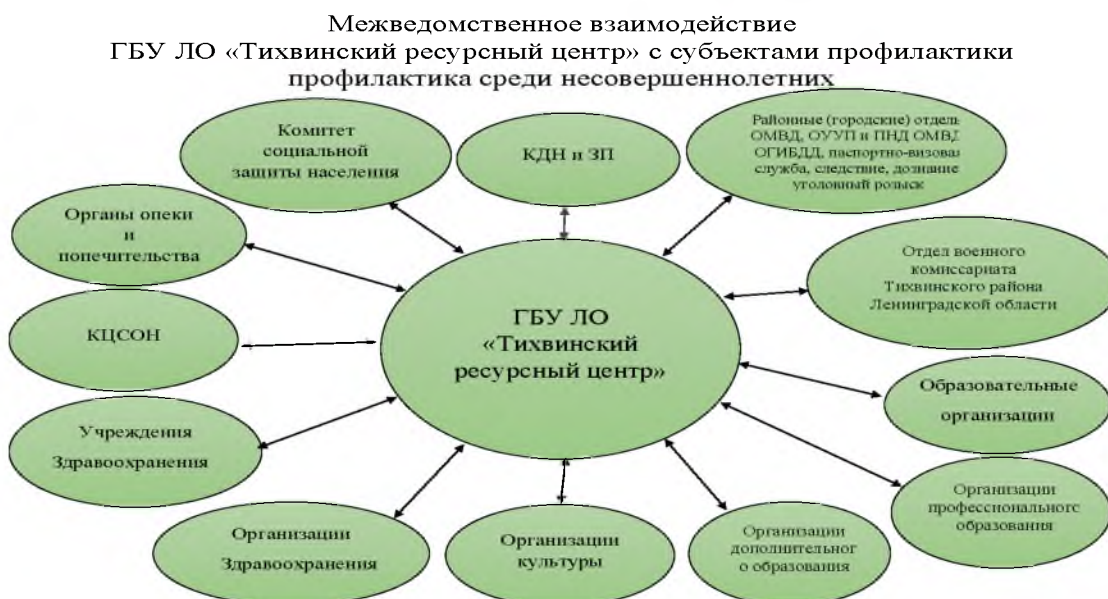 Межведомственное взаимодействие
ГБУ ЛО «Тихвинский ресурсный центр» с субъектами профилактики
профилактика среди несовершеннолетних
Комитет
социальной
защиты населения
КДН и ЗП
Районные (городские) отдель
ОМВД, ОУУП и ПНД ОМВД
ОГИБДД, паспортно-визовая
служба, следствие, дознание
уголовный розыск
Органы опеки
и
попечительства
Отдел военного
комиссариата
Тихвинского района
Ленинградской области
КЦСОН
ГБУ ЛО
«Тихвинский
ресурсный центр»
Образовательные
организации
Учреждения
Здравоохранения
Организации
профессионального
образования
Организации
Здравоохранения
Организации
культуры
Организации
дополнительног
о образования